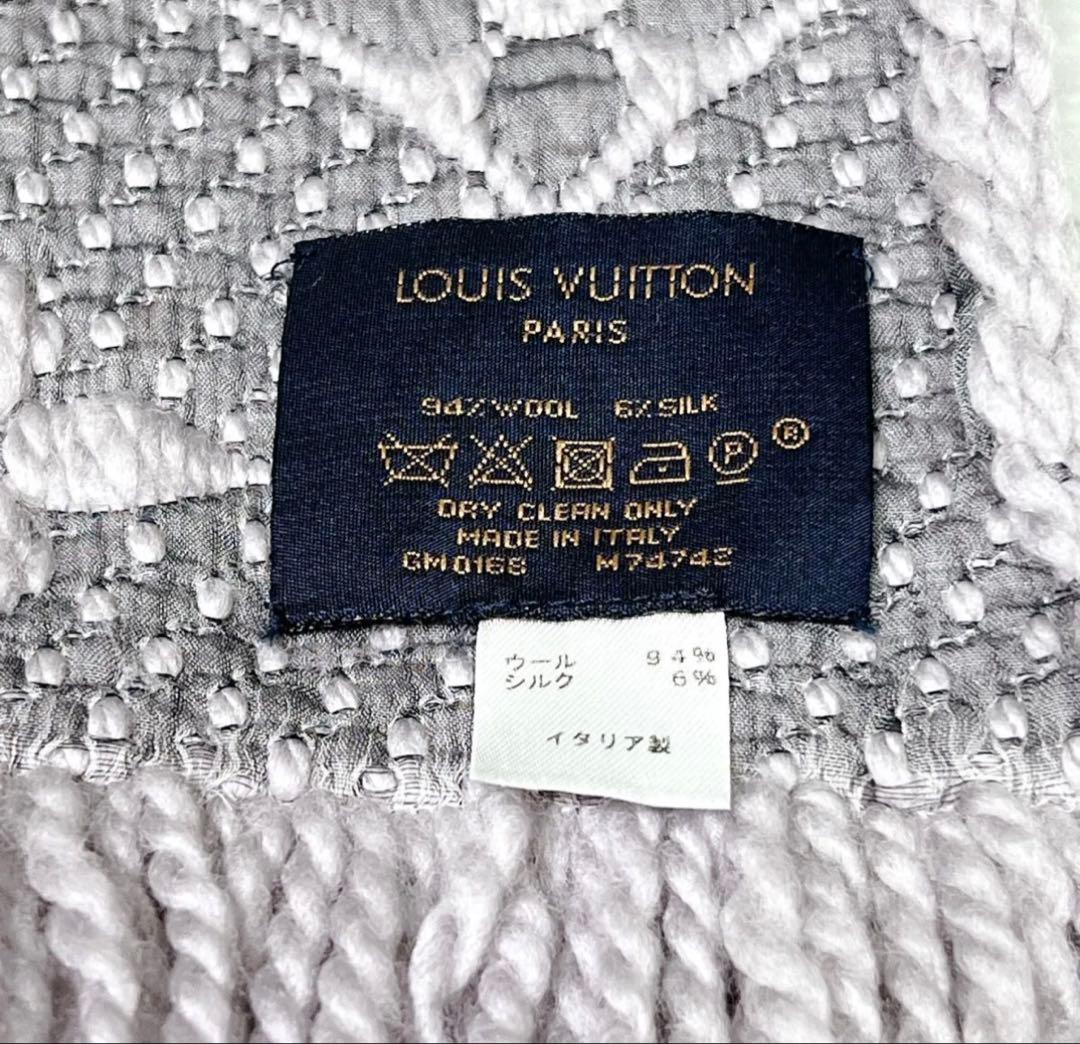 LOUIS VUITTON
PARIS
94%WOOL 6%SILK
P ®
DRY CLEAN ONLY
MADE IN ITALY
GM0168 M74742
ウール 94%
シルク 6%
イタリア製